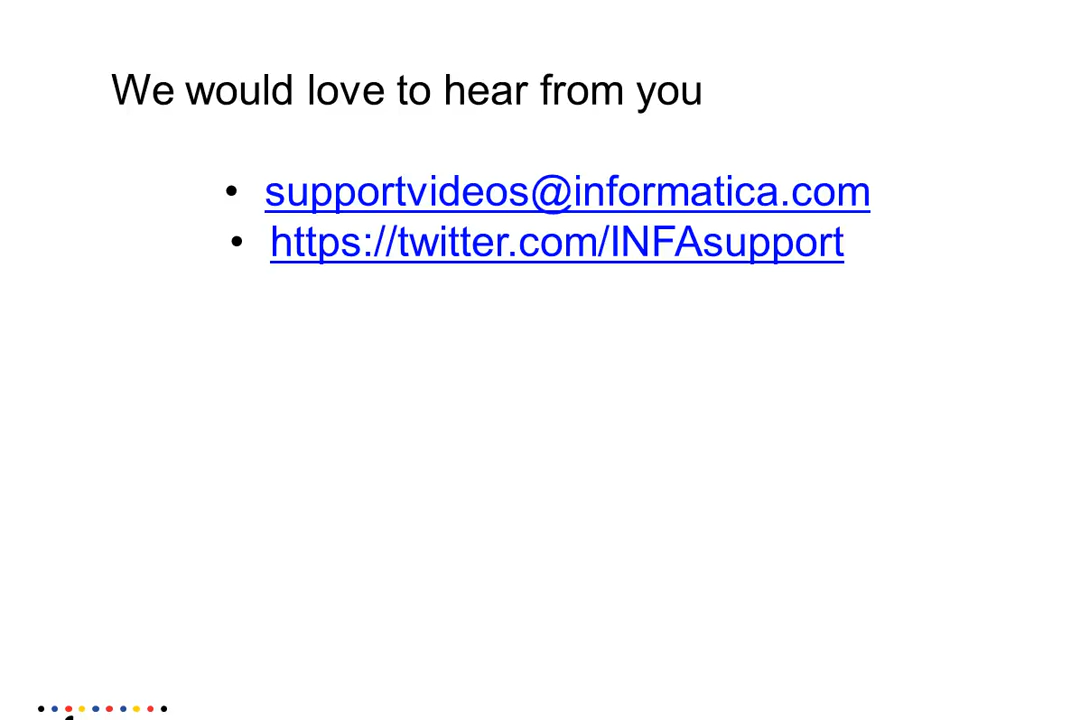 We would love to hear from you
• supportvideos@informatica.com
• https://twitter.com/INFAsupport